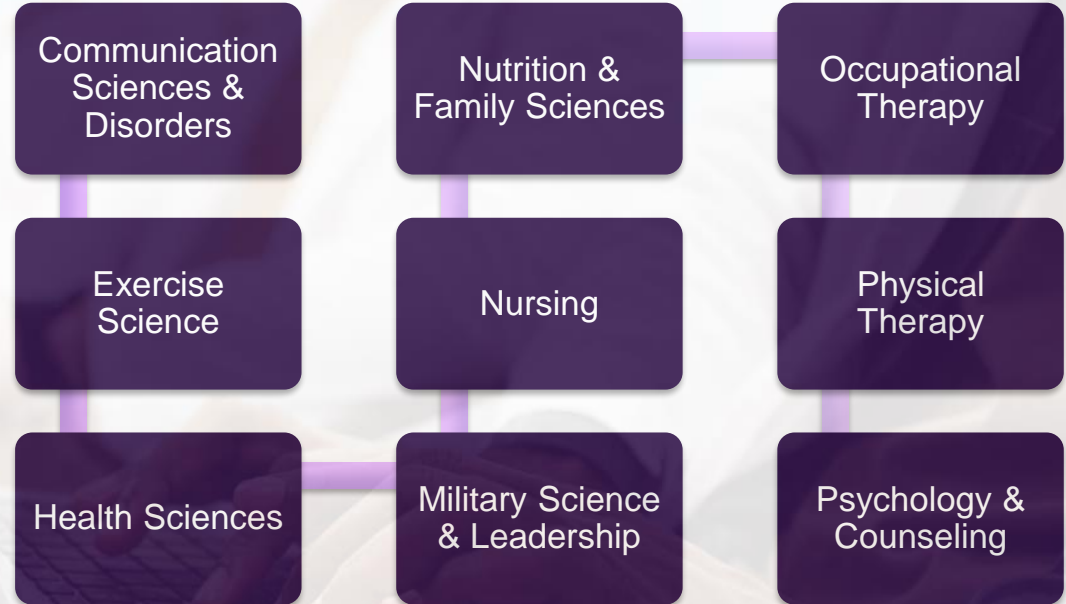 Communication
Sciences &
Disorders
Exercise
Science
Health Sciences
Military Science
& Leadership
Nursing
Nutrition &
Family Sciences
Occupational
Therapy
Physical
Therapy
Psychology &
Counseling